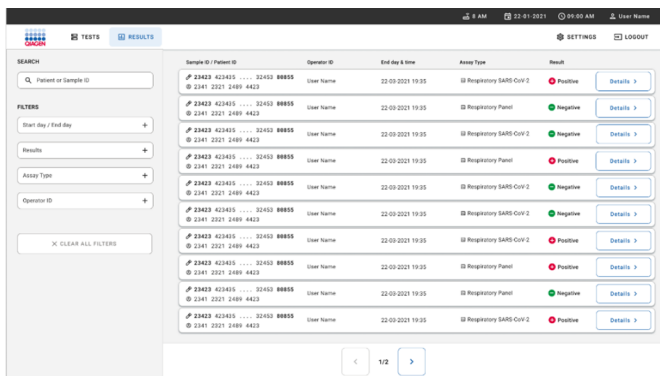 8 AM 22-01-2021 09:00 AM User Name
QIAGEN TESTS RESULTS SETTINGS LOGOUT
SEARCH
Patient or Sample ID
FILTERS
Start day / End day +
Results +
Assay Type +
Operator ID +
CLEAR ALL FILTERS
Sample ID / Patient ID Operator ID End day & time Assay Type Result
23423 423435 .... 32453 80855
2341 2321 2489 4423 User Name 22-03-2021 19:35 Respiratory SARS-CoV-2 Positive Details >
23423 423435 .... 32453 80855
2341 2321 2489 4423 User Name 22-03-2021 19:35 Respiratory Panel Negative Details >
23423 423435 .... 32453 80855
2341 2321 2489 4423 User Name 22-03-2021 19:35 Respiratory SARS-CoV-2 Negative Details >
23423 423435 .... 32453 80855
2341 2321 2489 4423 User Name 22-03-2021 19:35 Respiratory Panel Positive Details >
23423 423435 .... 32453 80855
2341 2321 2489 4423 User Name 22-03-2021 19:35 Respiratory SARS-CoV-2 Negative Details >
23423 423435 .... 32453 80855
2341 2321 2489 4423 User Name 22-03-2021 19:35 Respiratory SARS-CoV-2 Negative Details >
23423 423435 .... 32453 80855
2341 2321 2489 4423 User Name 22-03-2021 19:35 Respiratory SARS-CoV-2 Positive Details >
23423 423435 .... 32453 80855
2341 2321 2489 4423 User Name 22-03-2021 19:35 Respiratory Panel Positive Details >
23423 423435 .... 32453 80855
2341 2321 2489 4423 User Name 22-03-2021 19:35 Respiratory Panel Negative Details >
23423 423435 .... 32453 80855
2341 2321 2489 4423 User Name 22-03-2021 19:35 Respiratory SARS-CoV-2 Positive Details >
< 1/2 >